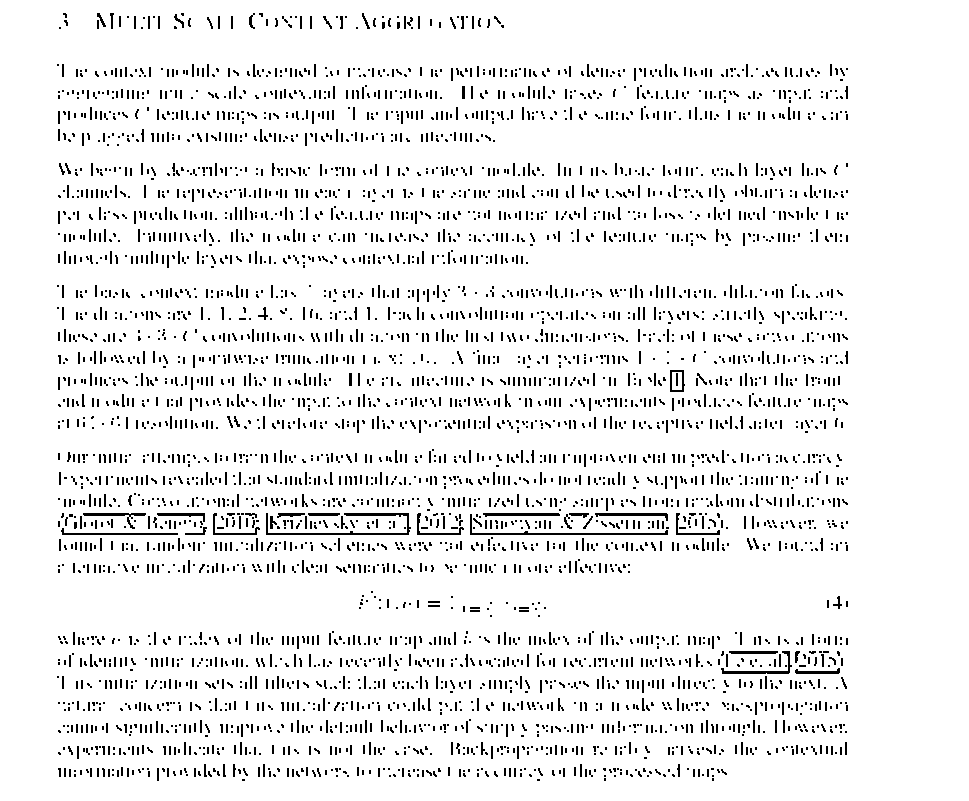 3 MULTI-SCALE CONTEXT AGGREGATION
The context module is designed to increase the performance of dense prediction architectures by
aggregating multi-scale contextual information. The module takes C feature maps as input and
produces C feature maps as output. The input and output have the same form, thus the module can
be plugged into existing dense prediction architectures.
We begin by describing a basic form of the context module. In this basic form, each layer has C
channels. The representation in each layer is the same and could be used to directly obtain a dense
per-class prediction, although the feature maps are not normalized and no loss is defined inside the
module. Intuitively, the module can increase the accuracy of the feature maps by passing them
through multiple layers that expose contextual information.
The basic context module has 7 layers that apply 3×3 convolutions with different dilation factors.
The dilations are 1, 1, 2, 4, 8, 16, and 1. Each convolution operates on all layers: strictly speaking,
these are 3×3×C convolutions with dilation in the first two dimensions. Each of these convolutions
is followed by a pointwise truncation max(·, 0). A final layer performs 1×1×C convolutions and
produces the output of the module. The architecture is summarized in Table 1. Note that the front-
end module that provides the input to the context network in our experiments produces feature maps
at 64×64 resolution. We therefore stop the exponential expansion of the receptive field after layer 6.
Our initial attempts to train the context module failed to yield an improvement in prediction accuracy.
Experiments revealed that standard initialization procedures do not readily support the training of the
module. Convolutional networks are commonly initialized using samples from random distributions
(Glorot & Bengio, 2010; Krizhevsky et al., 2012; Simonyan & Zisserman, 2015). However, we
found that random initialization schemes were not effective for the context module. We found an
alternative initialization with clear semantics to be much more effective:
(4)
where a is the index of the input feature map and b is the index of the output map. This is a form
of identity initialization, which has recently been advocated for recurrent networks (Le et al., 2015).
This initialization sets all filters such that each layer simply passes the input directly to the next. A
natural concern is that this initialization could put the network in a mode where backpropagation
cannot significantly improve the default behavior of simply passing information through. However,
experiments indicate that this is not the case. Backpropagation reliably harvests the contextual
information provided by the network to increase the accuracy of the processed maps.